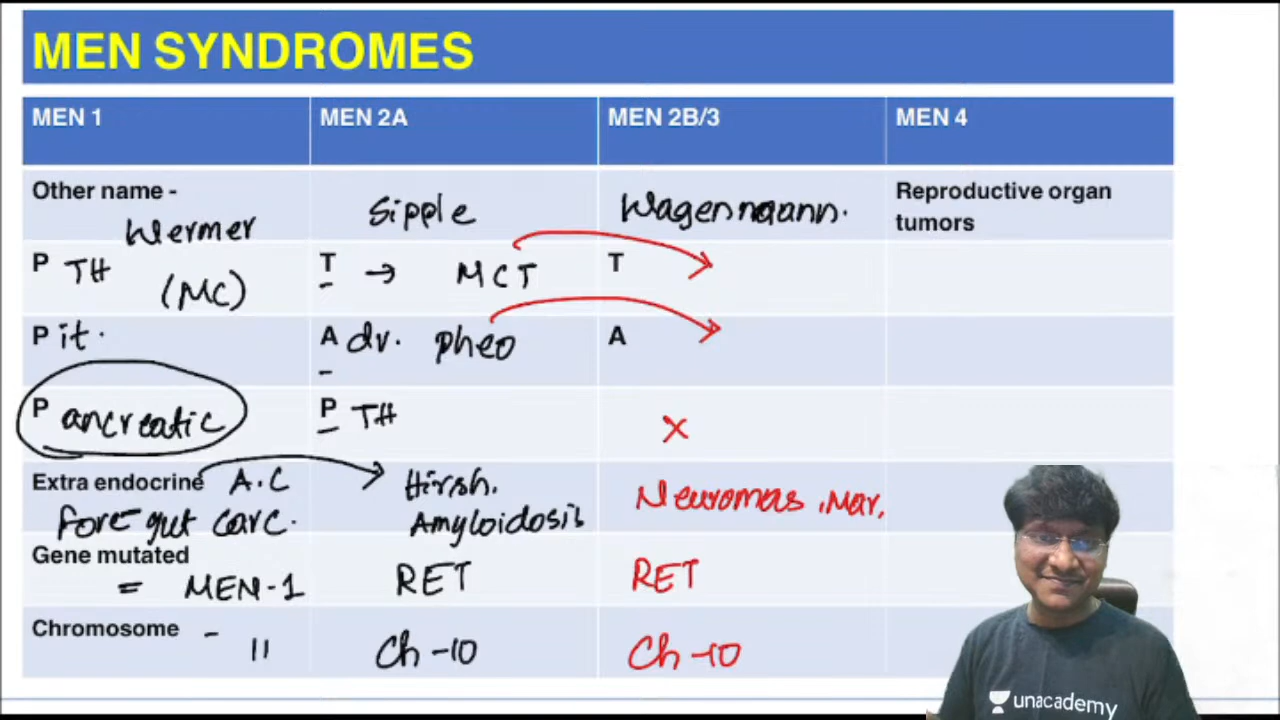 MEN SYNDROMES
MEN 1 MEN 2A MEN 2B/3 MEN 4
Other name - Wermer Sipple Wagenmaann. Reproductive organ
tumors
P TH (MC) T → MCT T
P it. A dr. pheo A
P ancreatic P TH X
Extra endocrine A.C Hirsh. Neuromas, Mar,
fore gut carc. Amyloidosis
Gene mutated = MEN-1 RET RET
Chromosome - 11 Ch-10 Ch-10
unacademy